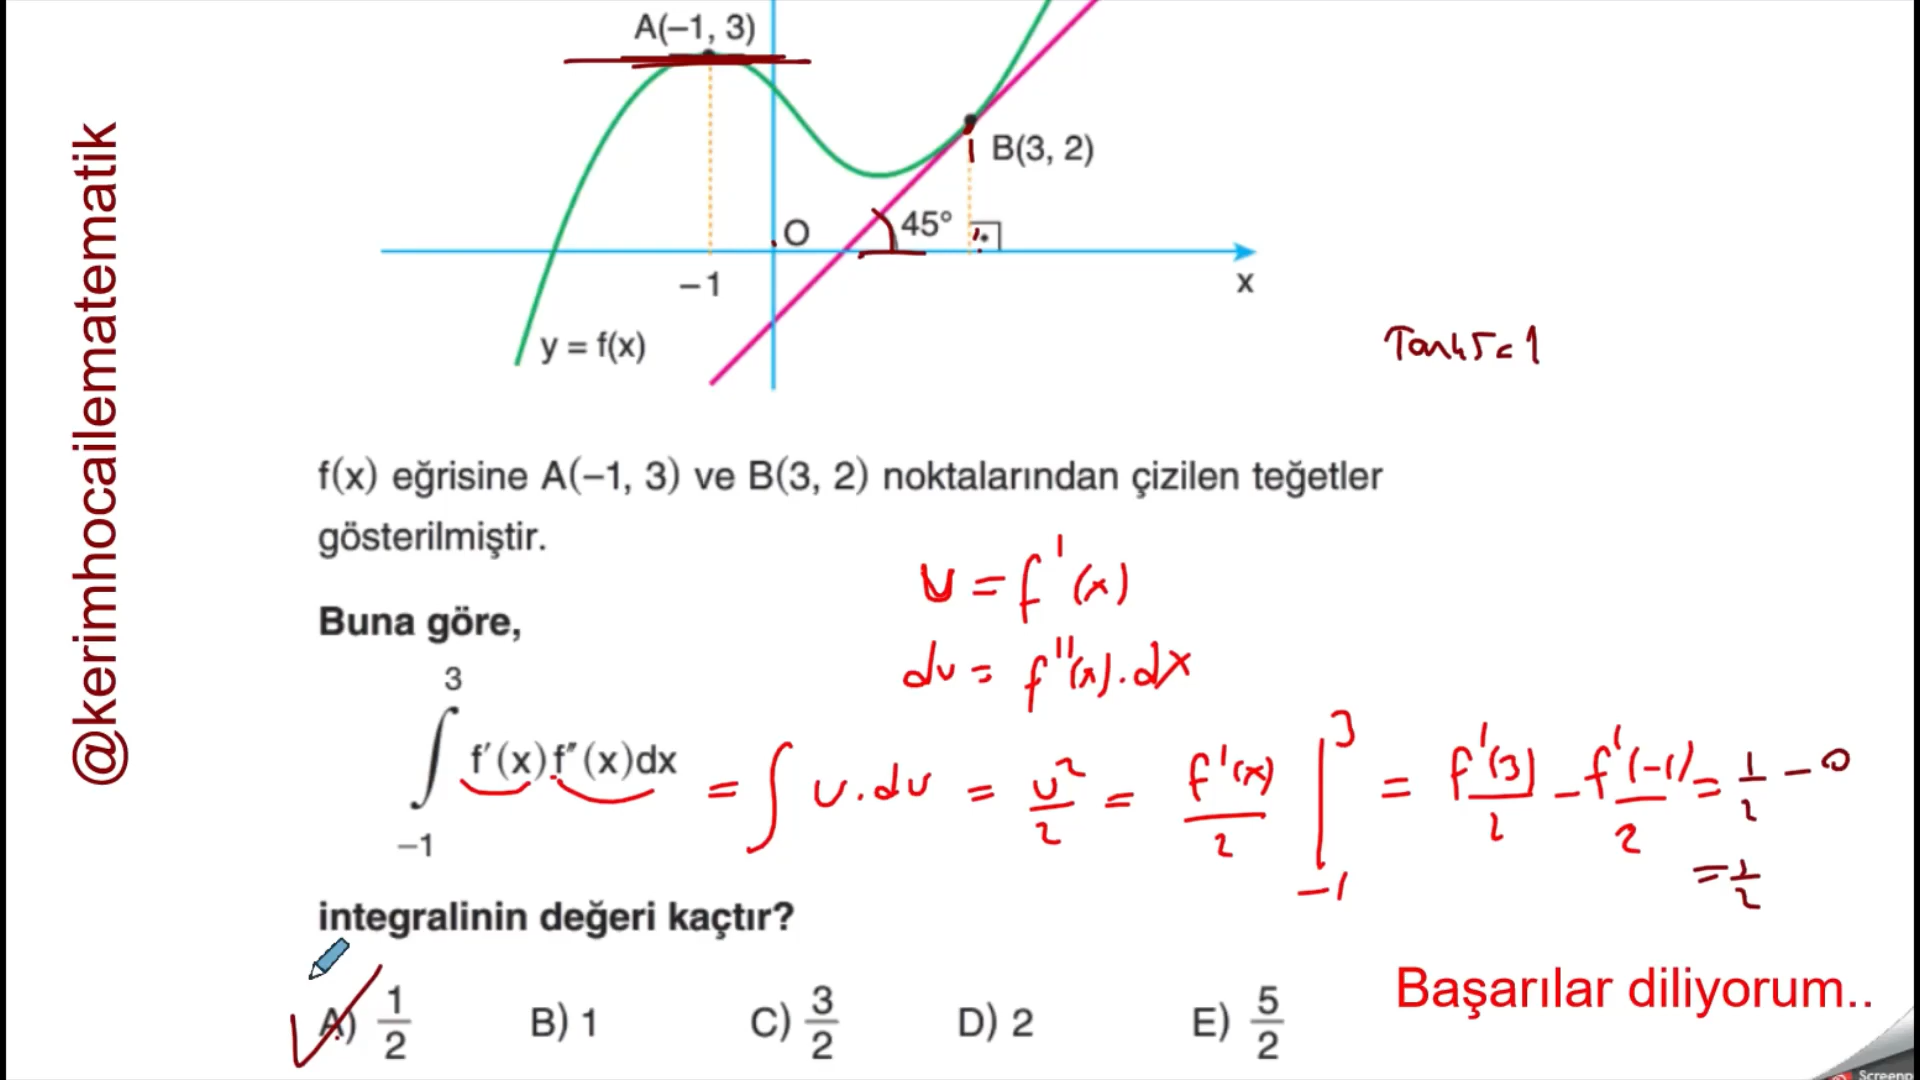 A(−1, 3)
B(3, 2)
45°
O
−1
x
y = f(x)
Tan45=1
@kerimhocailematematik
f(x) eğrisine A(−1, 3) ve B(3, 2) noktalarından çizilen teğetler
gösterilmiştir.
u = f'(x)
du = f''(x).dx
Buna göre,
3
∫ f′(x)f″(x)dx = ∫ u.du = u²/2 = f'(x)/2 | 3 = f'(3)/2 − f'(−1)/2 = 1/2 − 0
−1
−1
= 1/2
integralinin değeri kaçtır?
A) 1/2 B) 1 C) 3/2 D) 2 E) 5/2
Başarılar diliyorum..